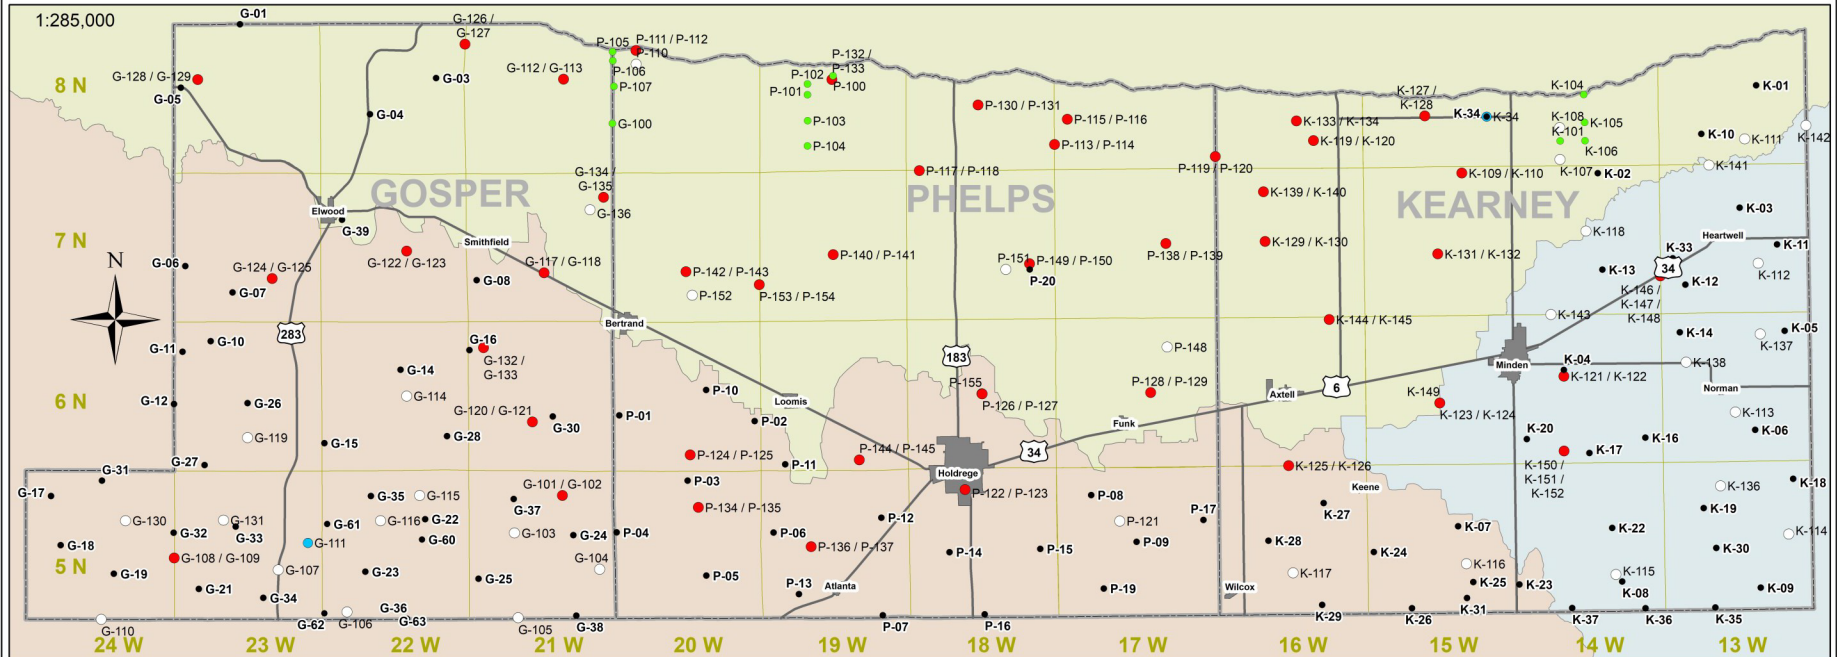 1:285,000
G-01
G-126 /
G-127
P-105
P-111 / P-112
P-110
P-106
P-107
G-100
G-128 / G-129
G-05
8 N
G-03
G-04
G-112 / G-113
P-132 /
P-133
P-102
P-101
P-100
P-103
P-104
P-130 / P-131
P-115 / P-116
P-113 / P-114
P-117 / P-118
P-119 / P-120
K-133 / K-134
K-119 / K-120
K-127 /
K-128
K-34
K-34
K-104
K-108
K-101
K-105
K-106
K-107
K-01
K-10
K-111
K-142
K-141
K-02
K-109 / K-110
G-134 /
G-135
G-136
GOSPER
PHELPS
KEARNEY
K-139 / K-140
K-03
Elwood
G-39
Smithfield
7 N
N
G-06
G-124 / G-125
G-07
G-122 / G-123
G-08
G-117 / G-118
P-142 / P-143
P-152
P-140 / P-141
P-153 / P-154
P-151
P-149 / P-150
P-20
P-138 / P-139
K-129 / K-130
K-131 / K-132
K-118
K-33
Heartwell
K-11
K-13
34
K-12
K-112
K-146 /
K-147 /
K-148
K-143
K-144 / K-145
K-14
K-05
K-137
283
Bertrand
G-11
G-10
G-16
G-132 /
G-133
G-14
G-114
183
P-148
Minden
K-04
K-138
K-121 / K-122
6 N
G-12
G-26
G-119
G-15
G-28
G-120 / G-121
G-30
P-10
P-01
P-02
Loomis
P-155
P-126 / P-127
P-128 / P-129
Axtell
6
K-149
K-123 / K-124
Norman
K-113
K-06
K-20
K-16
K-17
Funk
34
G-27
G-31
G-17
P-124 / P-125
P-11
P-144 / P-145
Holdrege
K-125 / K-126
Keene
K-150 /
K-151 /
K-152
K-136
K-18
G-101 / G-102
G-35
G-115
G-37
P-03
P-122 / P-123
P-08
P-134 / P-135
K-27
K-19
G-130
G-131
G-33
G-32
G-61
G-116
G-22
G-60
G-103
G-24
P-04
P-06
P-12
P-121
P-17
K-07
K-22
K-114
G-18
G-111
P-136 / P-137
P-14
P-15
P-09
K-28
K-24
K-30
G-108 / G-109
5 N
G-19
G-107
G-23
G-25
G-104
P-05
K-117
K-116
K-115
G-21
G-34
P-13
Atlanta
P-19
Wilcox
K-25
K-23
K-08
K-09
K-31
G-110
G-62
G-106
G-36
G-63
G-105
G-38
P-07
P-16
K-29
K-26
K-37
K-36
K-35
24 W
23 W
22 W
21 W
20 W
19 W
18 W
17 W
16 W
15 W
14 W
13 W